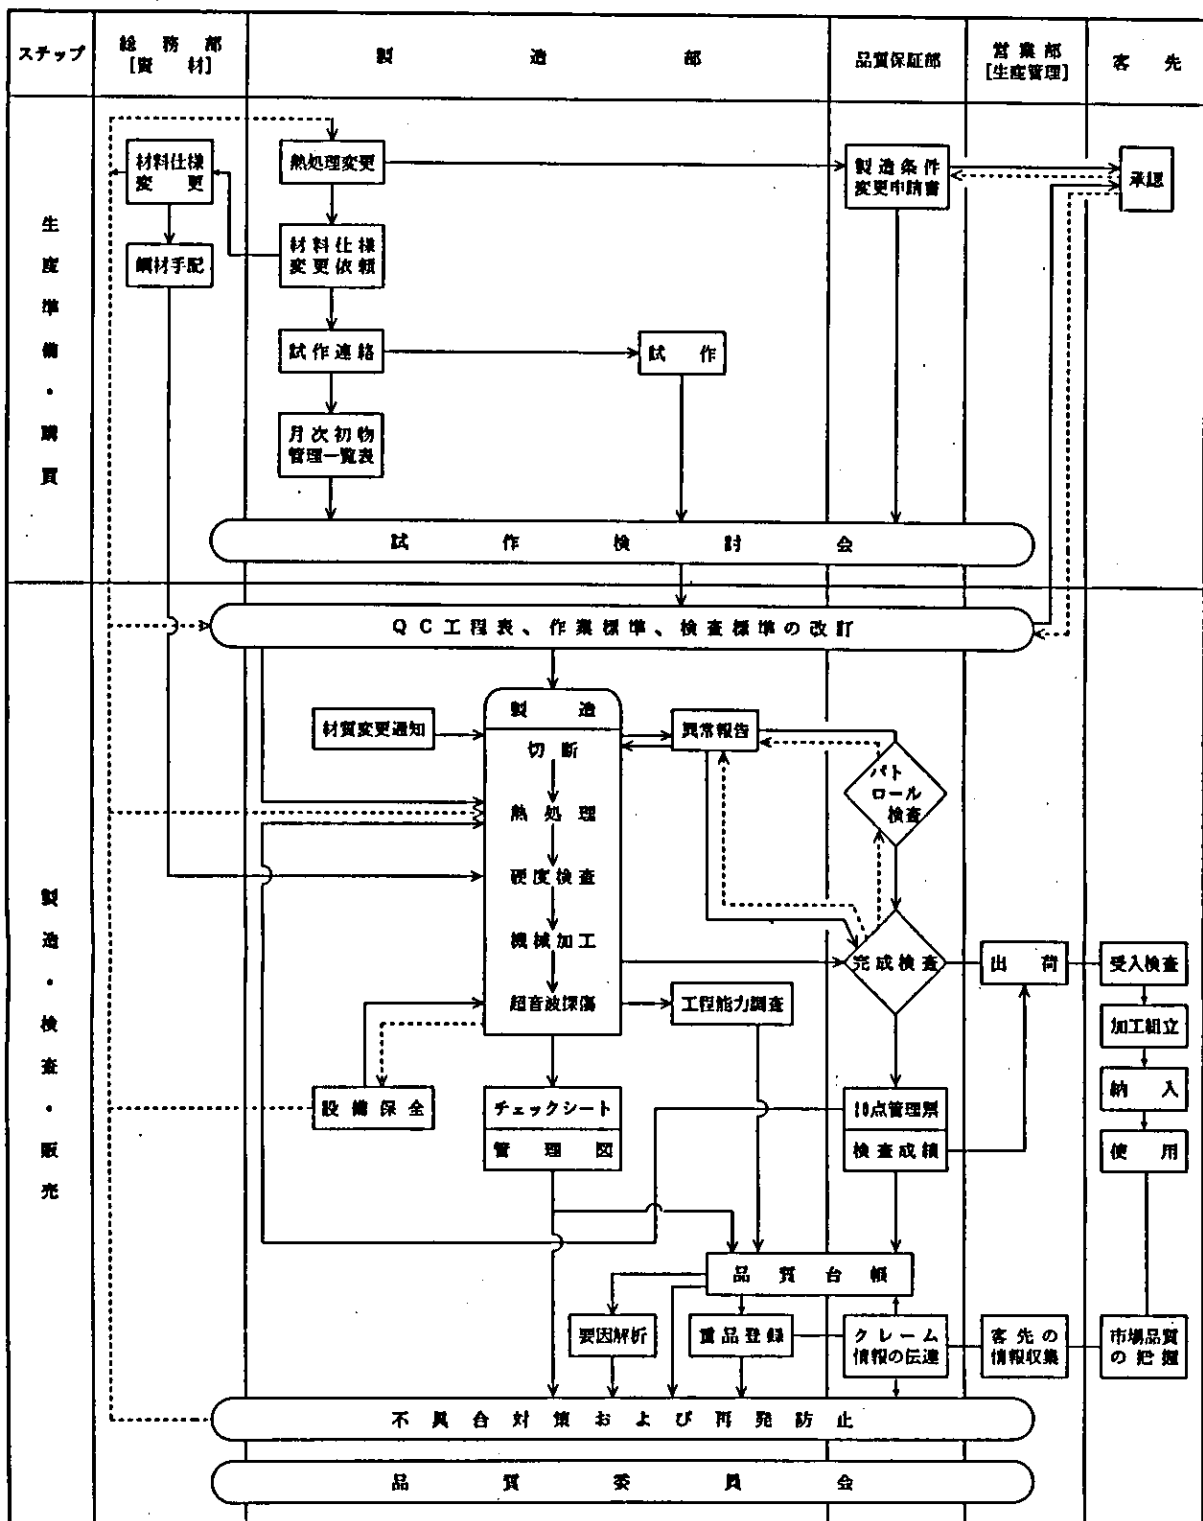 ステップ
総務部
[資材]
製造部
品質保証部
営業部
[生産管理]
客先
生産準備・購買
材料仕様
変更
熱処理変更
製造条件
変更申請書
承認
鋼材手配
材料仕様
変更依頼
試作連絡
試作
月次初物
管理一覧表
試作検討会
製造・検査・販売
QC工程表、作業標準、検査標準の改訂
製造
材質変更通知
異常報告
切断
パト
ロール
検査
熱処理
硬度検査
機械加工
完成検査
出荷
受入検査
超音波探傷
工程能力調査
加工組立
設備保全
チェックシート
管理図
10点管理票
検査成績
納入
使用
品質台帳
要因解析
重品登録
クレーム
情報の伝達
客先の
情報収集
市場品質
の把握
不具合対策および再発防止
品質委員会